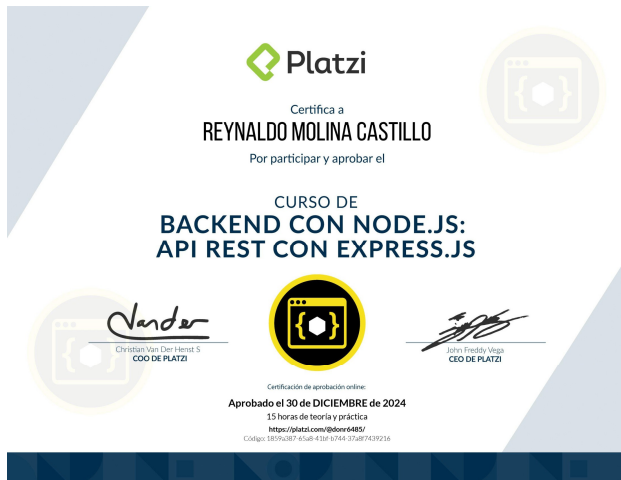 Platzi
Certifica a
REYNALDO MOLINA CASTILLO
Por participar y aprobar el
CURSO DE
BACKEND CON NODE.JS:
API REST CON EXPRESS.JS
Vander
Christian Van Der Henst S
COO DE PLATZI
John Freddy Vega
CEO DE PLATZI
Certificación de aprobación online:
Aprobado el 30 de DICIEMBRE de 2024
15 horas de teoría y práctica
https://platzi.com/@donr6485/
Código: 1859a387-65a8-41bf-b744-37a8f7439216